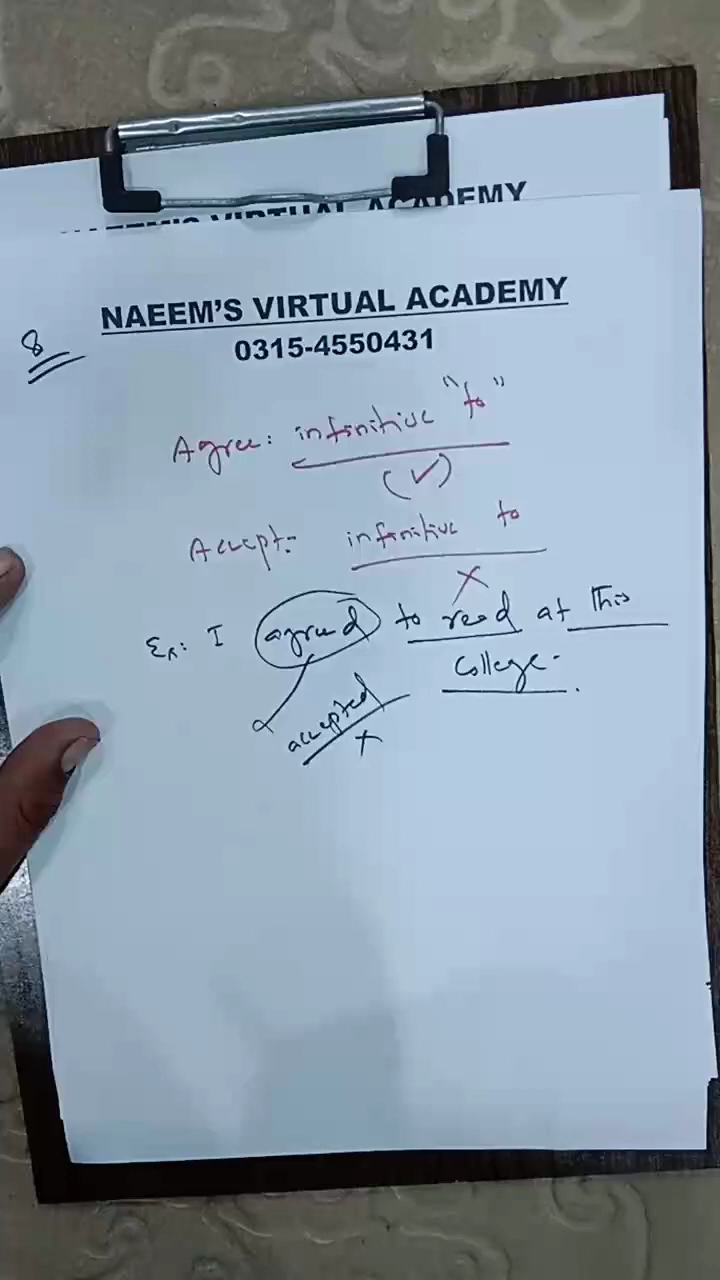 NAEEM'S VIRTUAL ACADEMY
NAEEM'S VIRTUAL ACADEMY
0315-4550431
8
Agree: infinitive "to"
(✓)
Accept: infinitive to
×
Ex: I agreed to read at this
college.
accepted
×